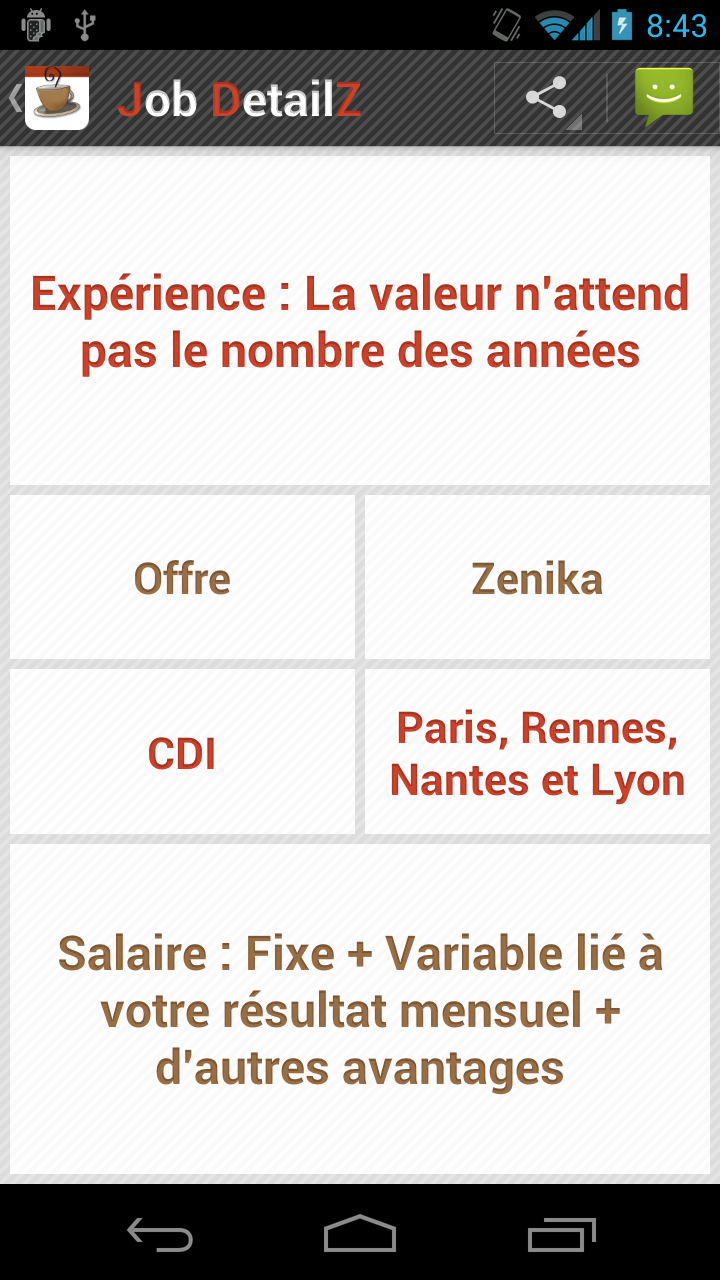 8:43
Job DetailZ
Expérience : La valeur n'attend
pas le nombre des années
Offre
Zenika
CDI
Paris, Rennes,
Nantes et Lyon
Salaire : Fixe + Variable lié à
votre résultat mensuel +
d'autres avantages